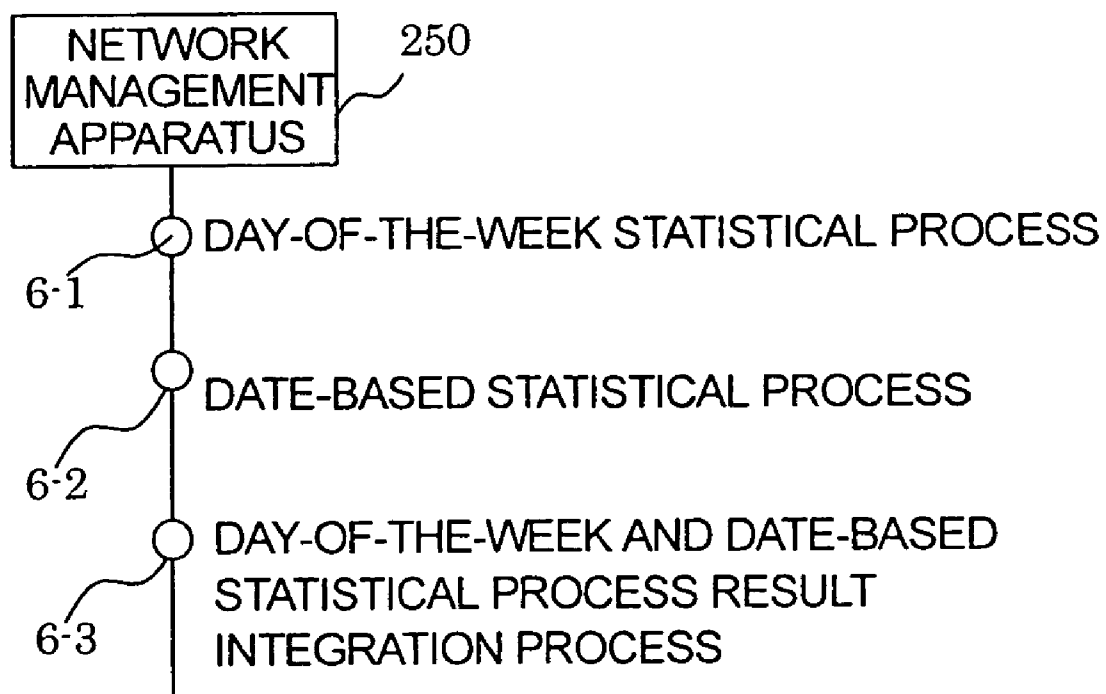 NETWORK
MANAGEMENT
APPARATUS
250
DAY-OF-THE-WEEK STATISTICAL PROCESS
6-1
DATE-BASED STATISTICAL PROCESS
6-2
DAY-OF-THE-WEEK AND DATE-BASED
STATISTICAL PROCESS RESULT
INTEGRATION PROCESS
6-3